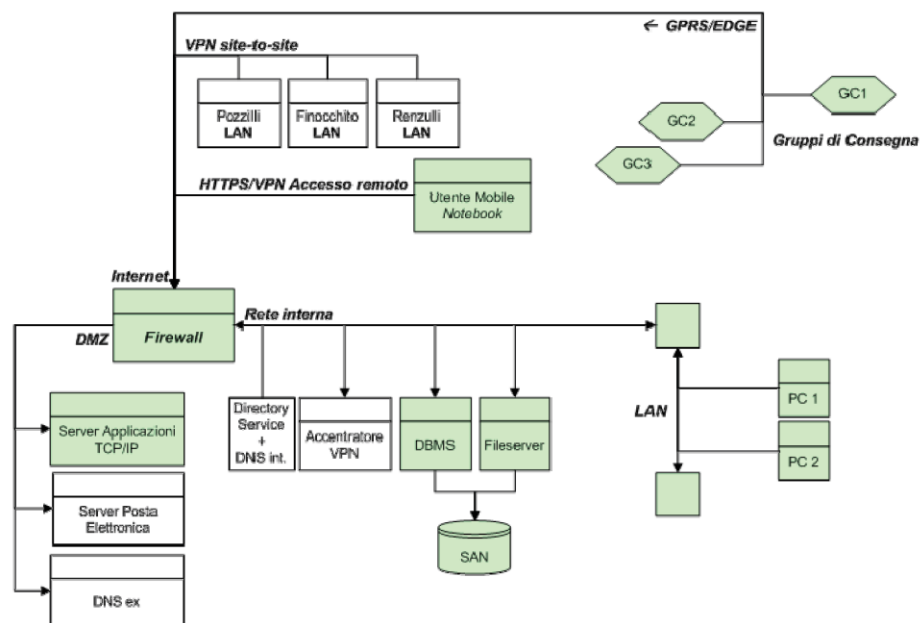 ← GPRS/EDGE
VPN site-to-site
Pozzilli
LAN
Finocchito
LAN
Renzulli
LAN
GC1
GC2
GC3
Gruppi di Consegna
HTTPS/VPN Accesso remoto
Utente Mobile
Notebook
Internet
Firewall
DMZ
Rete interna
Server Applicazioni
TCP/IP
Server Posta
Elettronica
DNS ex
Directory
Service
+
DNS int.
Accentratore
VPN
DBMS
Fileserver
SAN
LAN
PC 1
PC 2